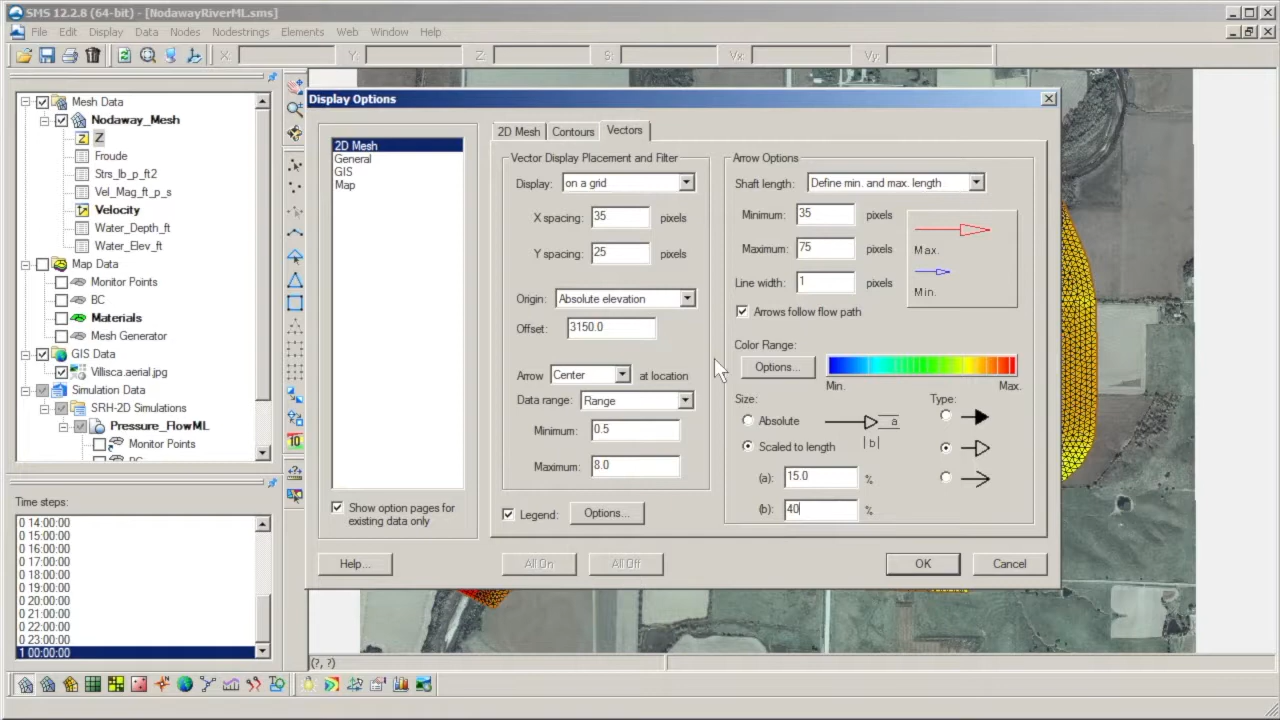 SMS 12.2.8 (64-bit) - [NodawayRiverML.sms]
File Edit Display Data Nodes Nodestrings Elements Web Window Help
X: Y: Z: S: Vx: Vy:
Mesh Data
Nodaway_Mesh
Z
Froude
Strs_lb_p_ft2
Vel_Mag_ft_p_s
Velocity
Water_Depth_ft
Water_Elev_ft
Map Data
Monitor Points
BC
Materials
Mesh Generator
GIS Data
Villisca.aerial.jpg
Simulation Data
SRH-2D Simulations
Pressure_FlowML
Monitor Points
Time steps:
0 14:00:00
0 15:00:00
0 16:00:00
0 17:00:00
0 18:00:00
0 19:00:00
0 20:00:00
0 21:00:00
0 22:00:00
0 23:00:00
1 00:00:00
Display Options
2D Mesh
General
GIS
Map
Show option pages for
existing data only
2D Mesh Contours Vectors
Vector Display Placement and Filter
Display: on a grid
X spacing: 35 pixels
Y spacing: 25 pixels
Origin: Absolute elevation
Offset: 3150.0
Arrow Center at location
Data range: Range
Minimum: 0.5
Maximum: 8.0
Legend: Options...
Arrow Options
Shaft length: Define min. and max. length
Minimum: 35 pixels
Maximum: 75 pixels
Line width: 1 pixels
Max.
Min.
Arrows follow flow path
Color Range:
Options...
Min. Max.
Size: Type:
Absolute a
Scaled to length b
(a): 15.0 %
(b): 40 %
Help... All On All Off OK Cancel
(?, ?)
10